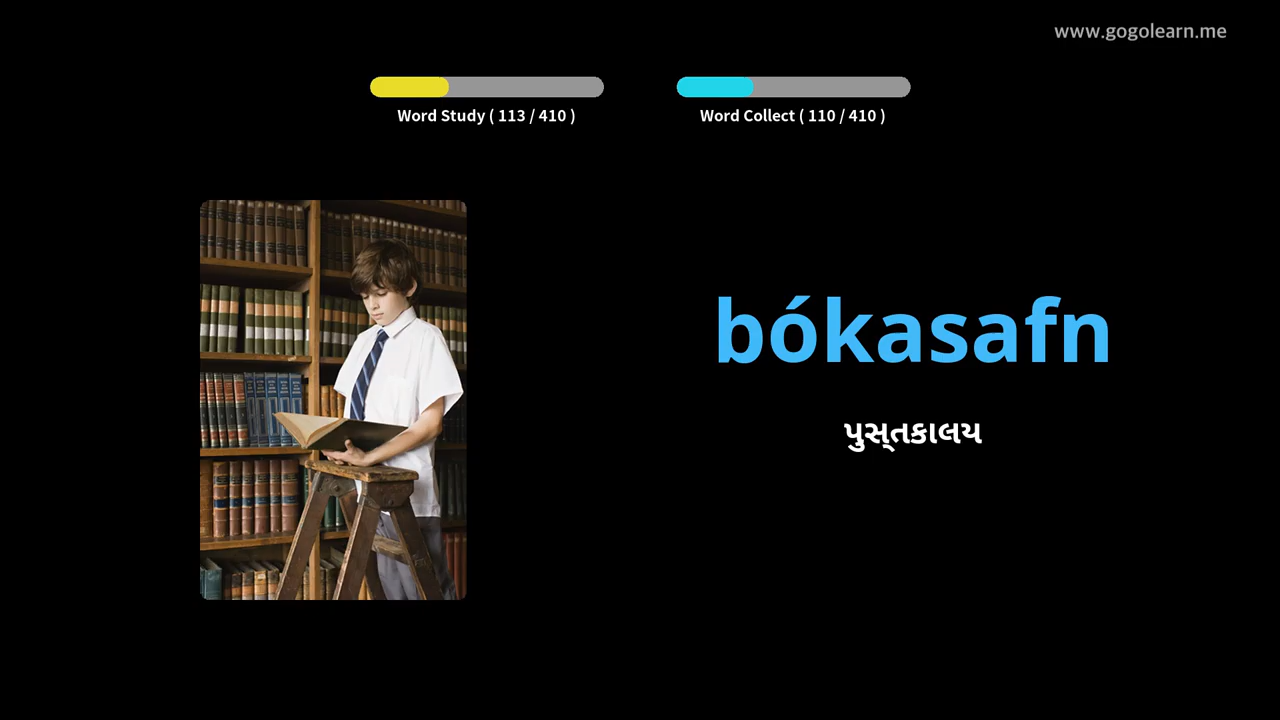 www.gogolearn.me
Word Study ( 113 / 410 )
Word Collect ( 110 / 410 )
bókasafn
પુસ્તકાલય